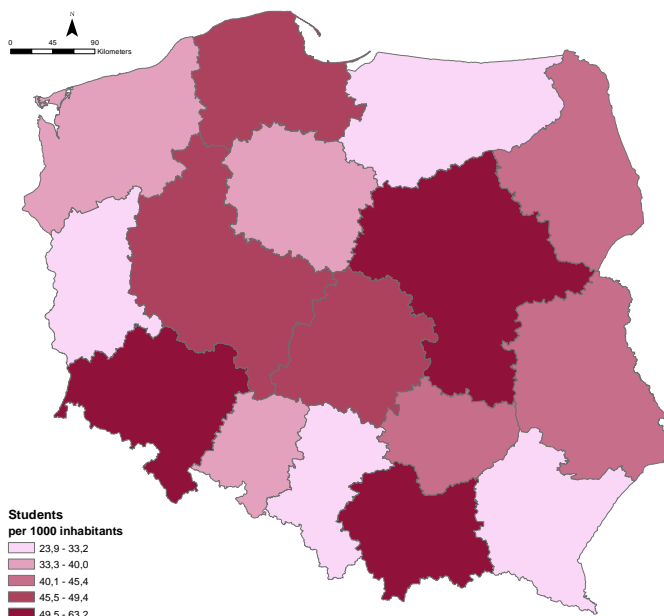 N
0 45 90
Kilometers
Students
per 1000 inhabitants
23,9 - 33,2
33,3 - 40,0
40,1 - 45,4
45,5 - 49,4
49,5 - 63,2